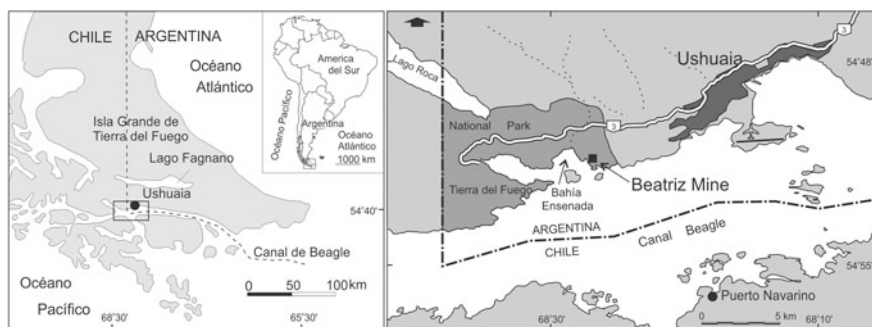 CHILE
ARGENTINA
Océano
Atlántico
Isla Grande de
Tierra del Fuego
Lago Fagnano
Ushuaia
54°40'
Canal de Beagle
Océano
Pacífico
0 50 100 km
68°30'
65°30'
America
del Sur
Océano Pacífico
Argentina
Océano
Atlántico
1000 km
3
Ushuaia
54°48'
Lago Roca
National Park
3
Tierra del Fuego
Bahía
Ensenada
Beatriz Mine
ARGENTINA
CHILE
Canal Beagle
54°55'
Puerto Navarino
0 5 km
68°30'
68°10'